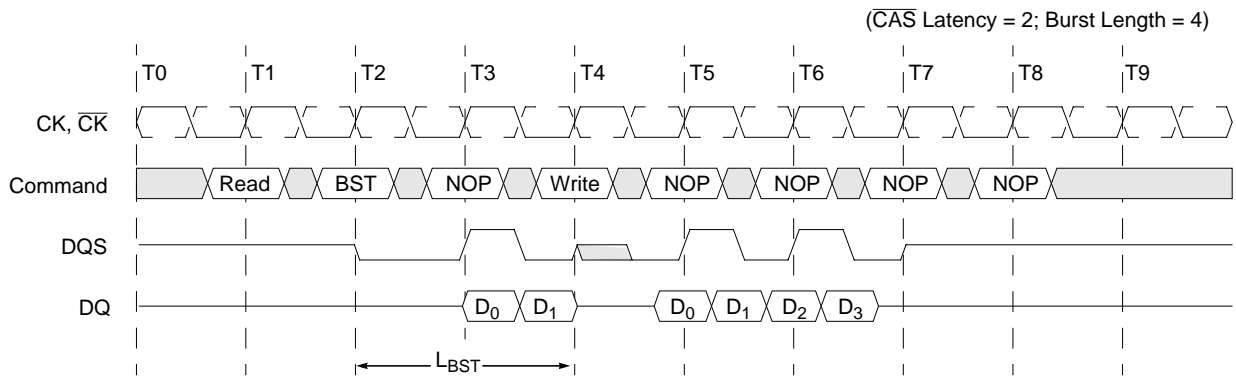 (CAS Latency = 2; Burst Length = 4)
T0 T1 T2 T3 T4 T5 T6 T7 T8 T9
CK, CK
Command Read BST NOP Write NOP NOP NOP NOP
DQS
DQ D0 D1 D0 D1 D2 D3
LBST